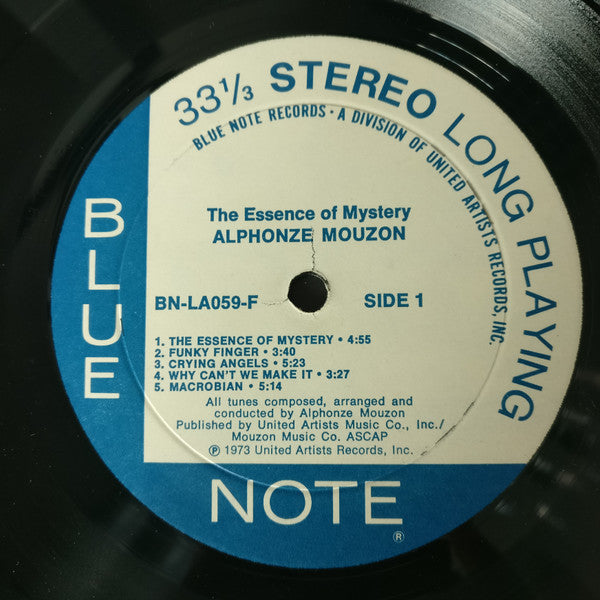 33⅓ STEREO LONG PLAYING
BLUE NOTE RECORDS • A DIVISION OF UNITED ARTISTS RECORDS, INC.
The Essence of Mystery
ALPHONZE MOUZON
BN-LA059-F SIDE 1
1. THE ESSENCE OF MYSTERY • 4:55
2. FUNKY FINGER • 3:40
3. CRYING ANGELS • 5:23
4. WHY CAN'T WE MAKE IT • 3:27
5. MACROBIAN • 5:14
All tunes composed, arranged and
conducted by Alphonze Mouzon
Published by United Artists Music Co., Inc./
Mouzon Music Co. ASCAP
℗ 1973 United Artists Records, Inc.
BLUE
NOTE®